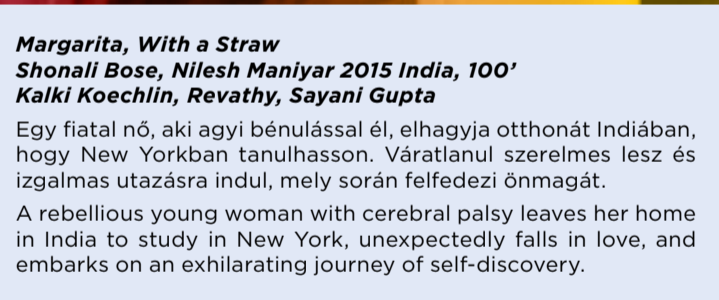 Margarita, With a Straw
Shonali Bose, Nilesh Maniyar 2015 India, 100’
Kalki Koechlin, Revathy, Sayani Gupta
Egy fiatal nő, aki agyi bénulással él, elhagyja otthonát Indiában,
hogy New Yorkban tanulhasson. Váratlanul szerelmes lesz és
izgalmas utazásra indul, mely során felfedezi önmagát.
A rebellious young woman with cerebral palsy leaves her home
in India to study in New York, unexpectedly falls in love, and
embarks on an exhilarating journey of self-discovery.